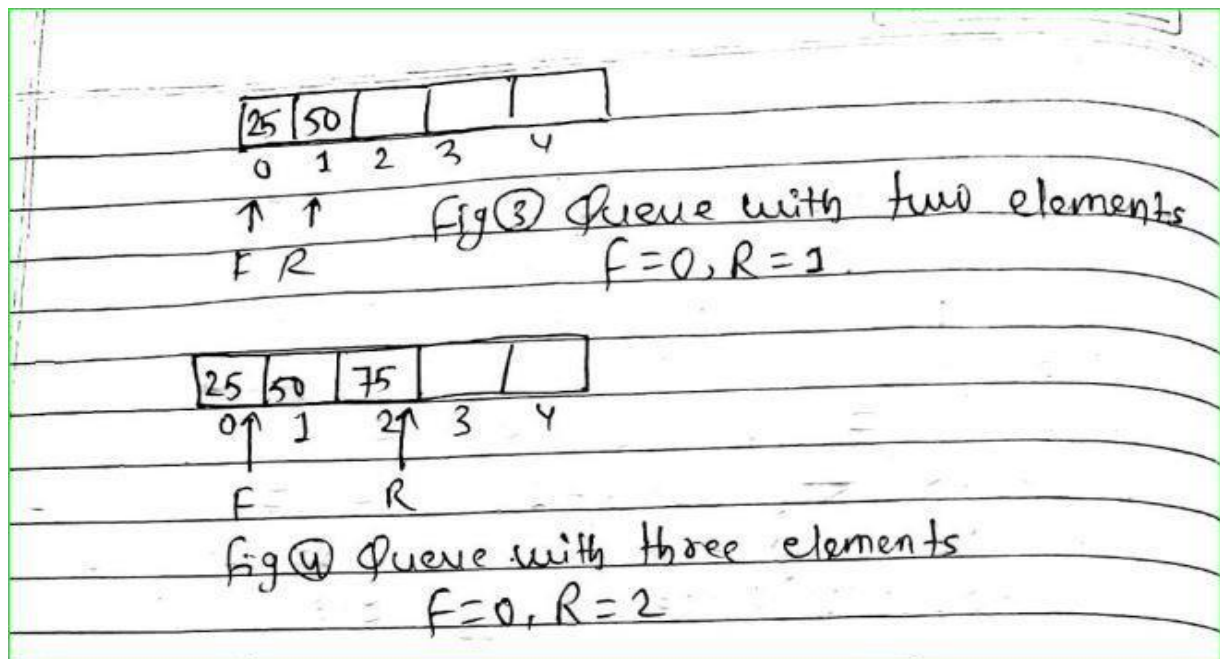 25 50
0 1 2 3 4
↑ ↑
F R
Fig ③ Queue with two elements
F=0, R=1.
25 50 75
0 1 2 3 4
↑ ↑
F R
Fig ④ Queue with three elements
F=0, R=2